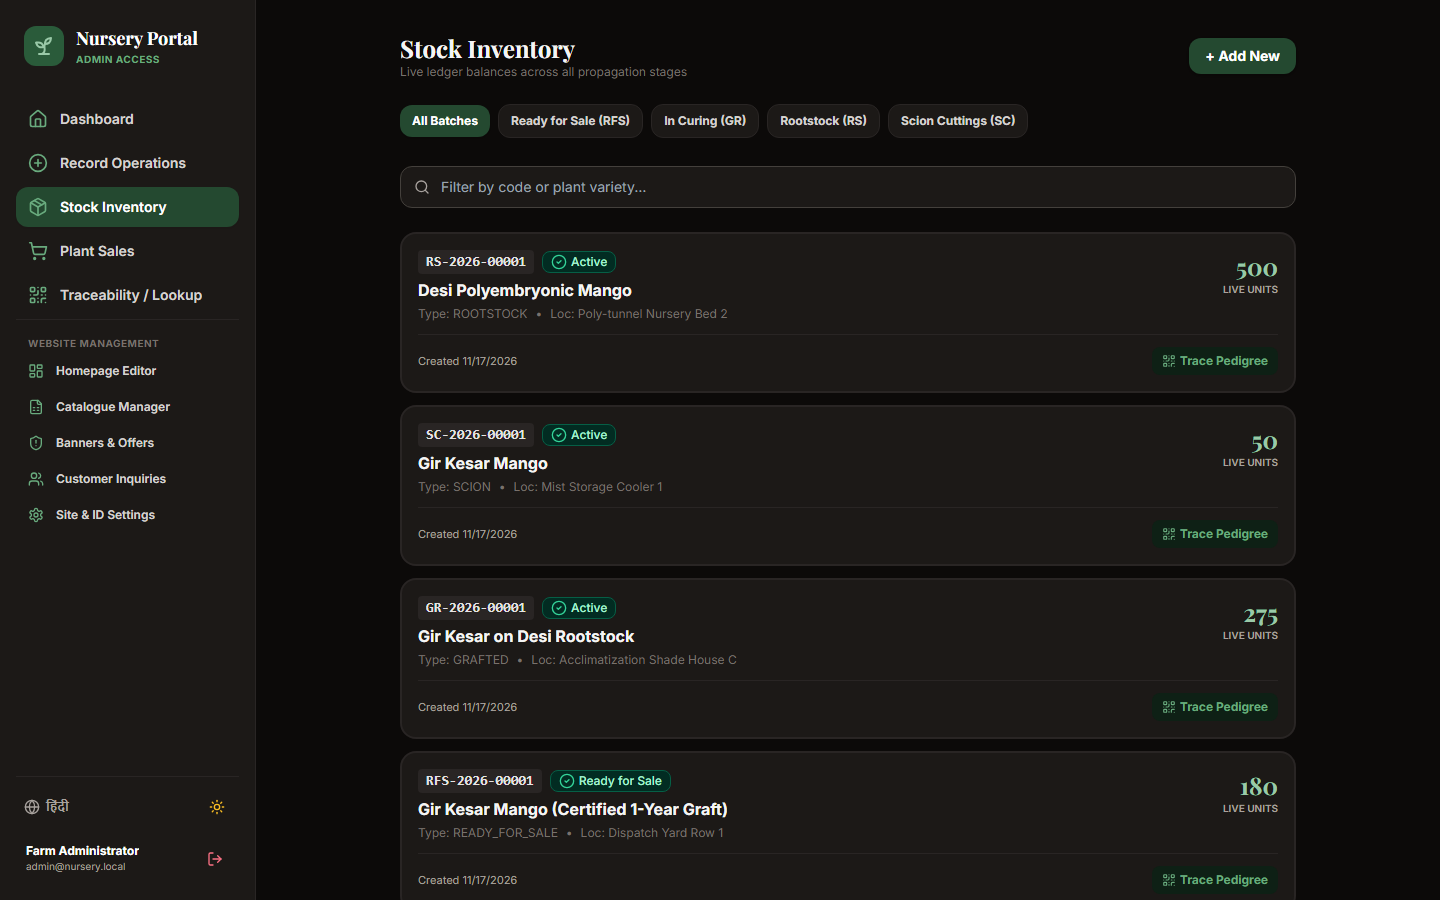 Nursery Portal
ADMIN ACCESS
Dashboard
Record Operations
Stock Inventory
Plant Sales
Traceability / Lookup
WEBSITE MANAGEMENT
Homepage Editor
Catalogue Manager
Banners & Offers
Customer Inquiries
Site & ID Settings
हिंदी
Farm Administrator
admin@nursery.local
Stock Inventory
Live ledger balances across all propagation stages
+ Add New
All Batches
Ready for Sale (RFS)
In Curing (GR)
Rootstock (RS)
Scion Cuttings (SC)
Filter by code or plant variety...
RS-2026-00001 Active
Desi Polyembryonic Mango
Type: ROOTSTOCK • Loc: Poly-tunnel Nursery Bed 2
500
LIVE UNITS
Created 11/17/2026
Trace Pedigree
SC-2026-00001 Active
Gir Kesar Mango
Type: SCION • Loc: Mist Storage Cooler 1
50
LIVE UNITS
Created 11/17/2026
Trace Pedigree
GR-2026-00001 Active
Gir Kesar on Desi Rootstock
Type: GRAFTED • Loc: Acclimatization Shade House C
275
LIVE UNITS
Created 11/17/2026
Trace Pedigree
RFS-2026-00001 Ready for Sale
Gir Kesar Mango (Certified 1-Year Graft)
Type: READY_FOR_SALE • Loc: Dispatch Yard Row 1
180
LIVE UNITS
Created 11/17/2026
Trace Pedigree